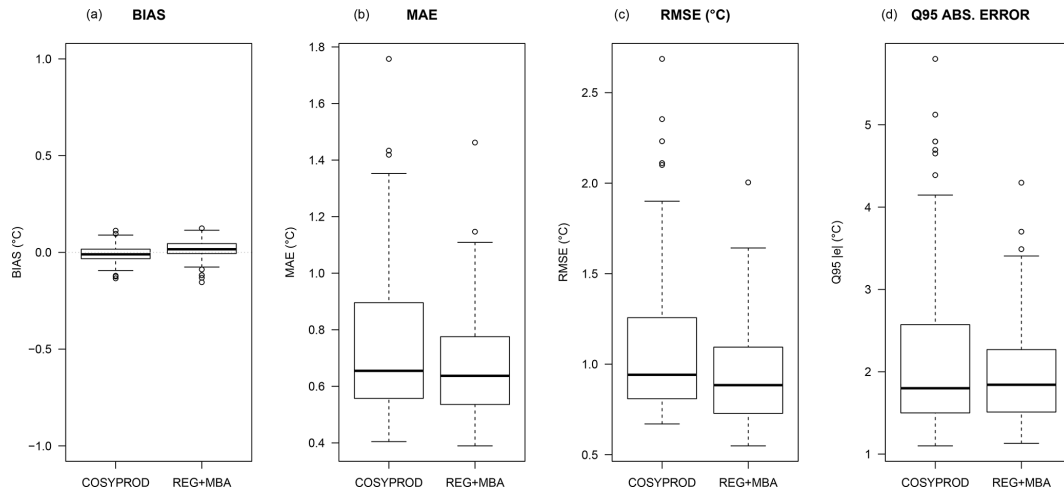 (a) BIAS
BIAS (°C)
1.0
0.5
0.0
−0.5
−1.0
COSYPROD REG+MBA
(b) MAE
MAE (°C)
1.8
1.6
1.4
1.2
1.0
0.8
0.6
0.4
COSYPROD REG+MBA
(c) RMSE (°C)
RMSE (°C)
2.5
2.0
1.5
1.0
0.5
COSYPROD REG+MBA
(d) Q95 ABS. ERROR
Q95 |e| (°C)
5
4
3
2
1
COSYPROD REG+MBA